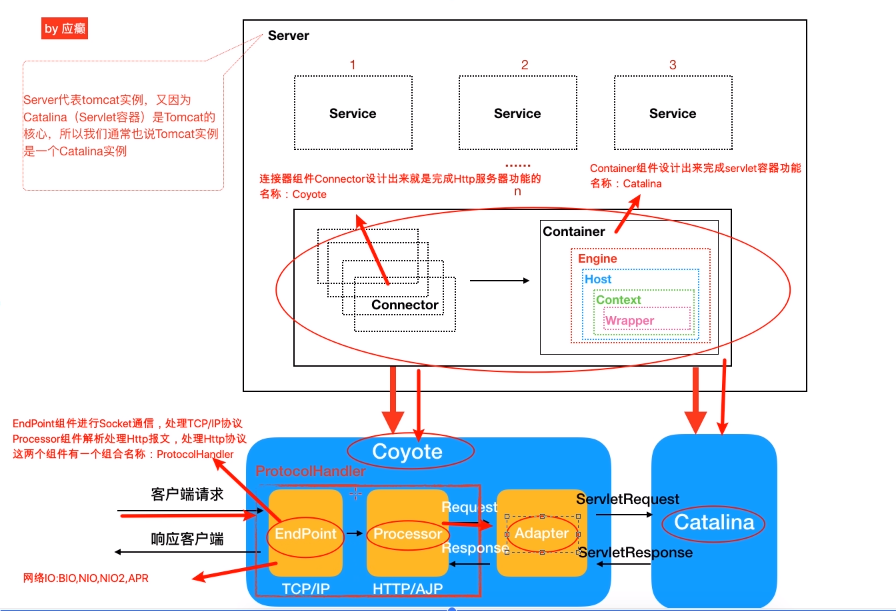 by 应癫
Server
Server代表tomcat实例，又因为
Catalina（Servlet容器）是Tomcat的
核心，所以我们通常也说Tomcat实例
是一个Catalina实例
1
2
3
Service
Service
Service
......
n
连接器组件Connector设计出来就是完成Http服务器功能的
名称：Coyote
Container组件设计出来完成servlet容器功能
名称：Catalina
Connector
Container
Engine
Host
Context
Wrapper
EndPoint组件进行Socket通信，处理TCP/IP协议
Processor组件解析处理Http报文，处理Http协议
这两个组件有一个组合名称：ProtocolHandler
Coyote
ProtocolHandler
客户端请求
响应客户端
EndPoint
Processor
Request
Response
Adapter
ServletRequest
ServletResponse
Catalina
网络IO:BIO,NIO,NIO2,APR
TCP/IP
HTTP/AJP